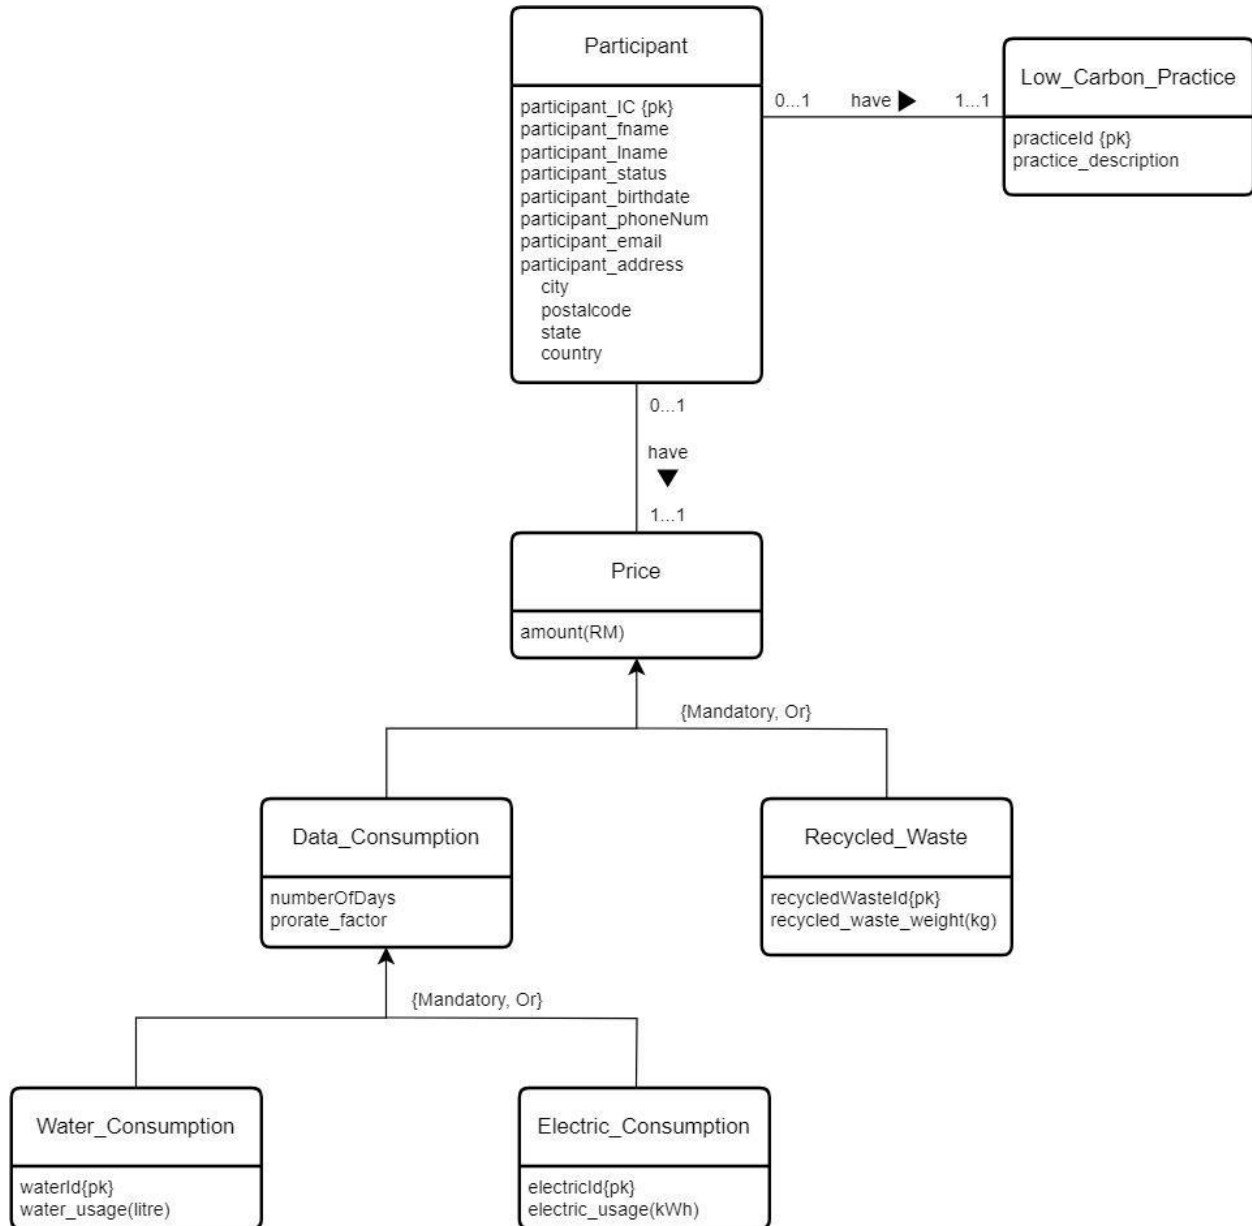 Participant
participant_IC {pk}
participant_fname
participant_lname
participant_status
participant_birthdate
participant_phoneNum
participant_email
participant_address
city
postalcode
state
country
0...1 have 1...1
Low_Carbon_Practice
practiceId {pk}
practice_description
0...1
have
1...1
Price
amount(RM)
{Mandatory, Or}
Data_Consumption
numberOfDays
prorate_factor
Recycled_Waste
recycledWasteId{pk}
recycled_waste_weight(kg)
{Mandatory, Or}
Water_Consumption
waterId{pk}
water_usage(litre)
Electric_Consumption
electricId{pk}
electric_usage(kWh)